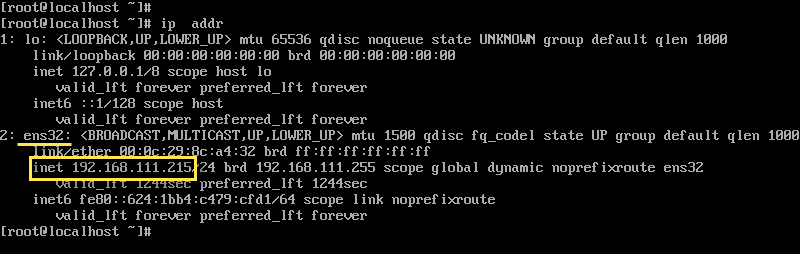 [root@localhost ~]#
[root@localhost ~]# ip  addr
1: lo: <LOOPBACK,UP,LOWER_UP> mtu 65536 qdisc noqueue state UNKNOWN group default qlen 1000
    link/loopback 00:00:00:00:00:00 brd 00:00:00:00:00:00
    inet 127.0.0.1/8 scope host lo
       valid_lft forever preferred_lft forever
    inet6 ::1/128 scope host
       valid_lft forever preferred_lft forever
2: ens32: <BROADCAST,MULTICAST,UP,LOWER_UP> mtu 1500 qdisc fq_codel state UP group default qlen 1000
    link/ether 00:0c:29:8c:a4:32 brd ff:ff:ff:ff:ff:ff
    inet 192.168.111.215/24 brd 192.168.111.255 scope global dynamic noprefixroute ens32
       valid_lft 1244sec preferred_lft 1244sec
    inet6 fe80::624:1bb4:c479:cfd1/64 scope link noprefixroute
       valid_lft forever preferred_lft forever
[root@localhost ~]#